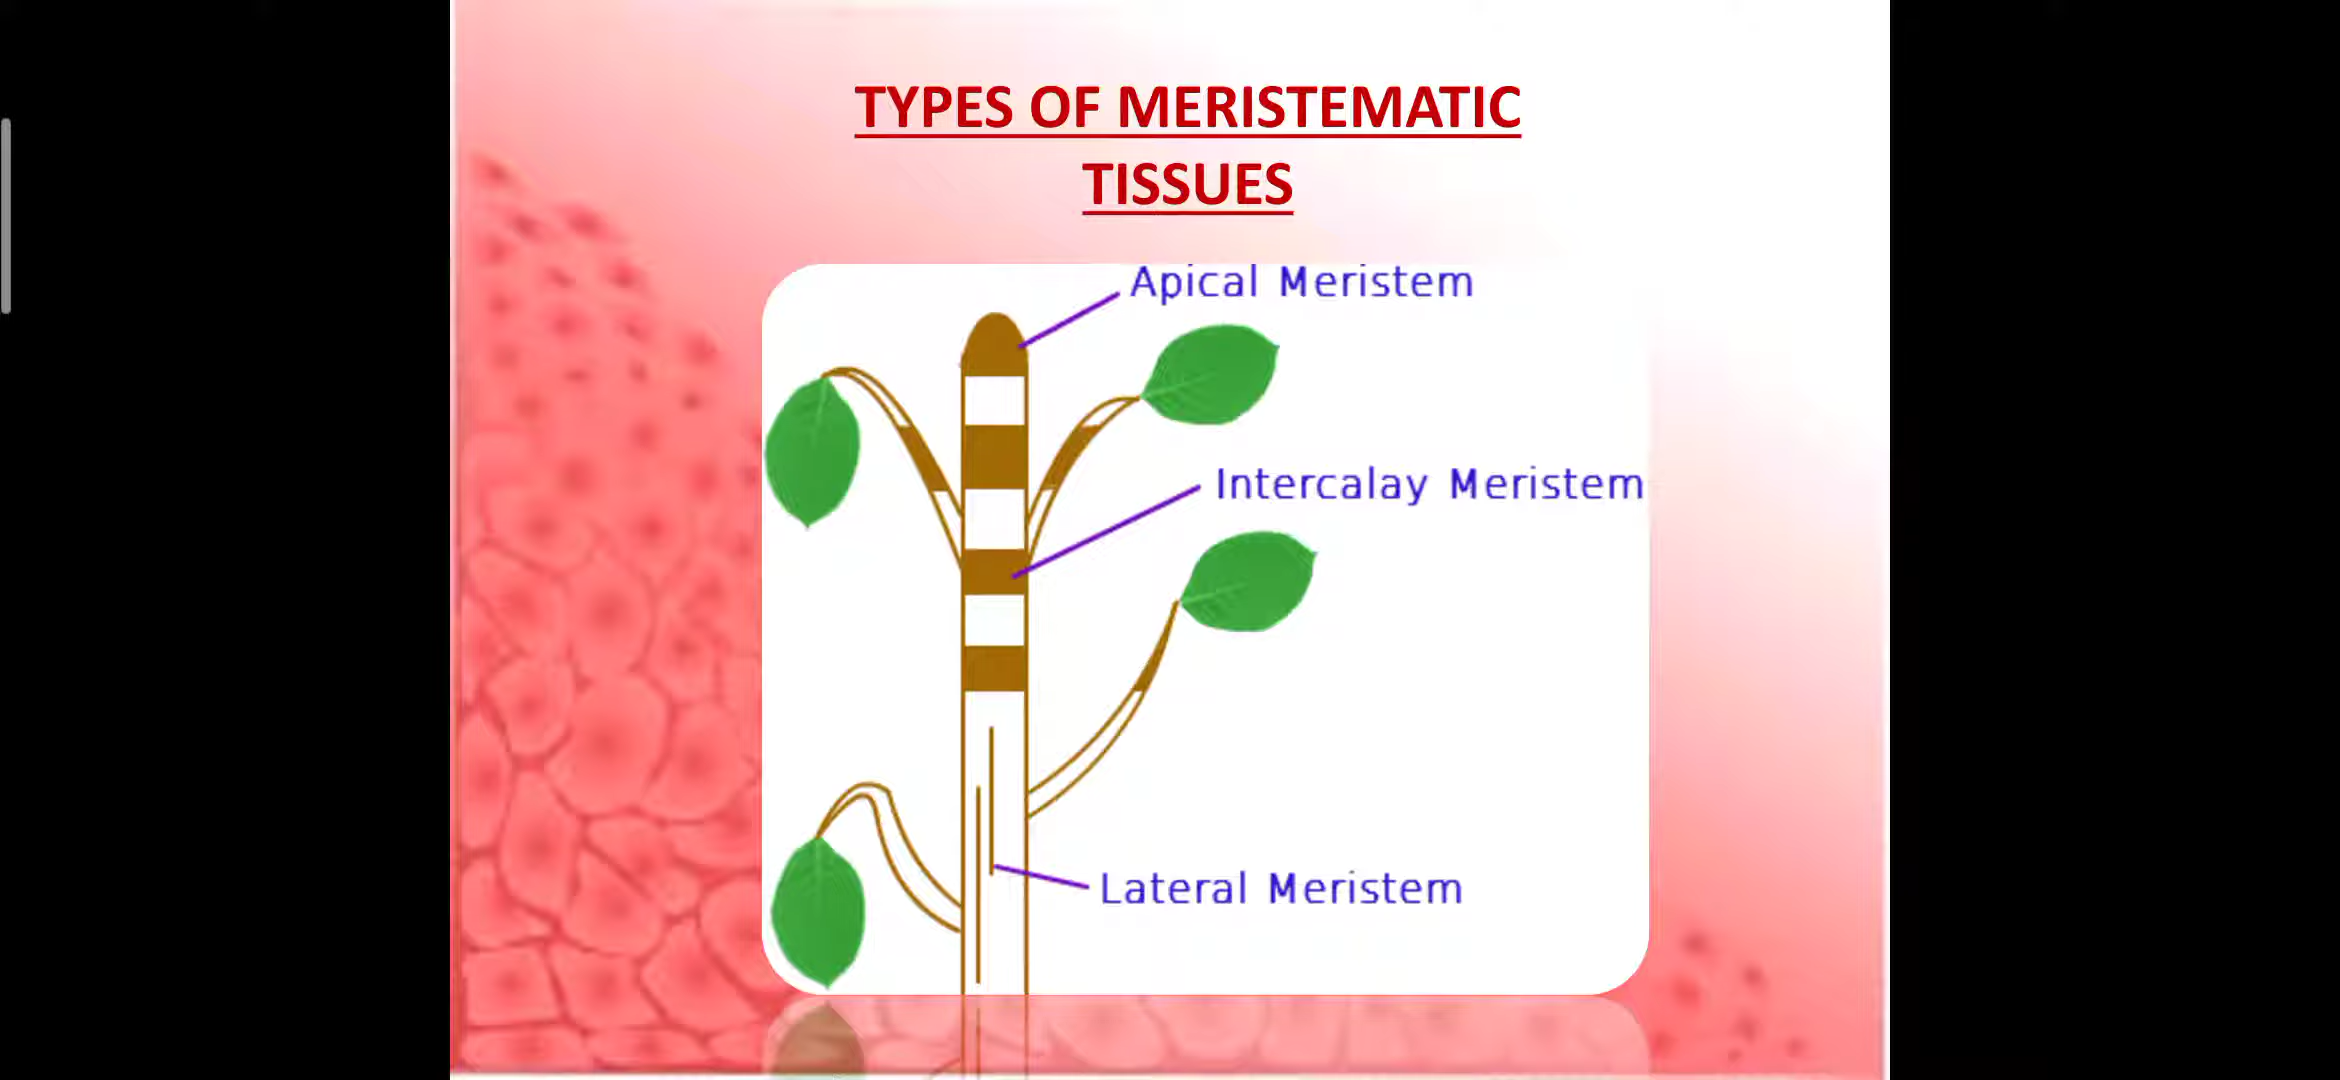 TYPES OF MERISTEMATIC
TISSUES
Apical Meristem
Intercalay Meristem
Lateral Meristem